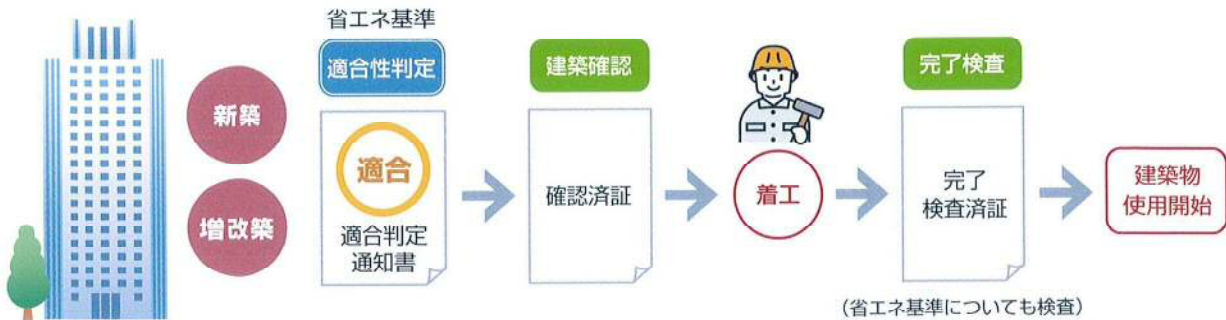 省エネ基準
適合性判定
建築確認
完了検査
新築
増改築
適合
適合判定
通知書
確認済証
着工
完了
検査済証
建築物
使用開始
(省エネ基準についても検査)